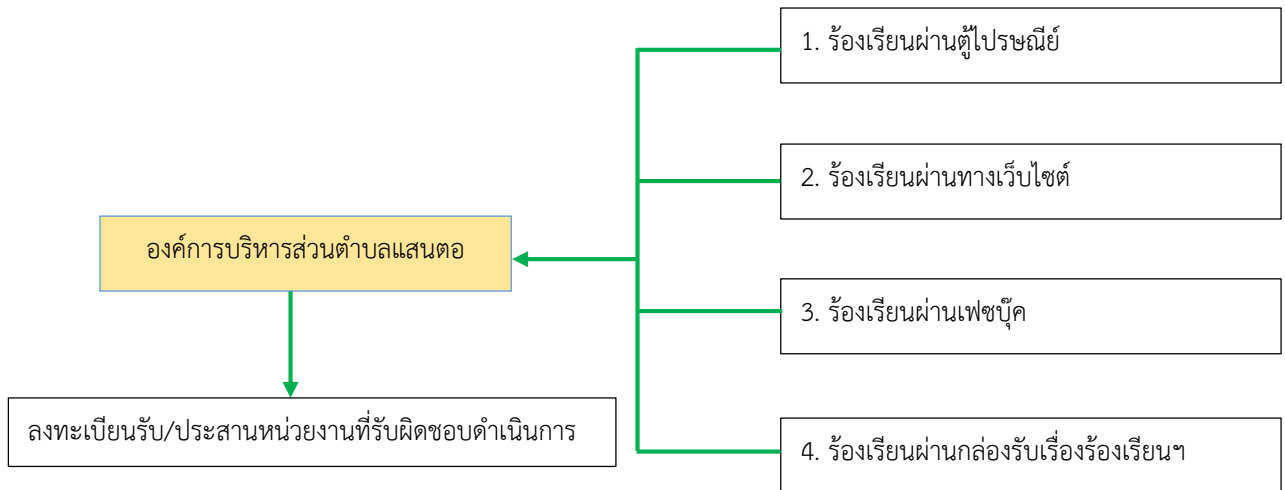 1. ร้องเรียนผ่านตู้ไปรษณีย์
2. ร้องเรียนผ่านทางเว็บไซต์
องค์การบริหารส่วนตำบลแสนตอ
3. ร้องเรียนผ่านเฟซบุ๊ค
ลงทะเบียนรับ/ประสานหน่วยงานที่รับผิดชอบดำเนินการ
4. ร้องเรียนผ่านกล่องรับเรื่องร้องเรียนฯ